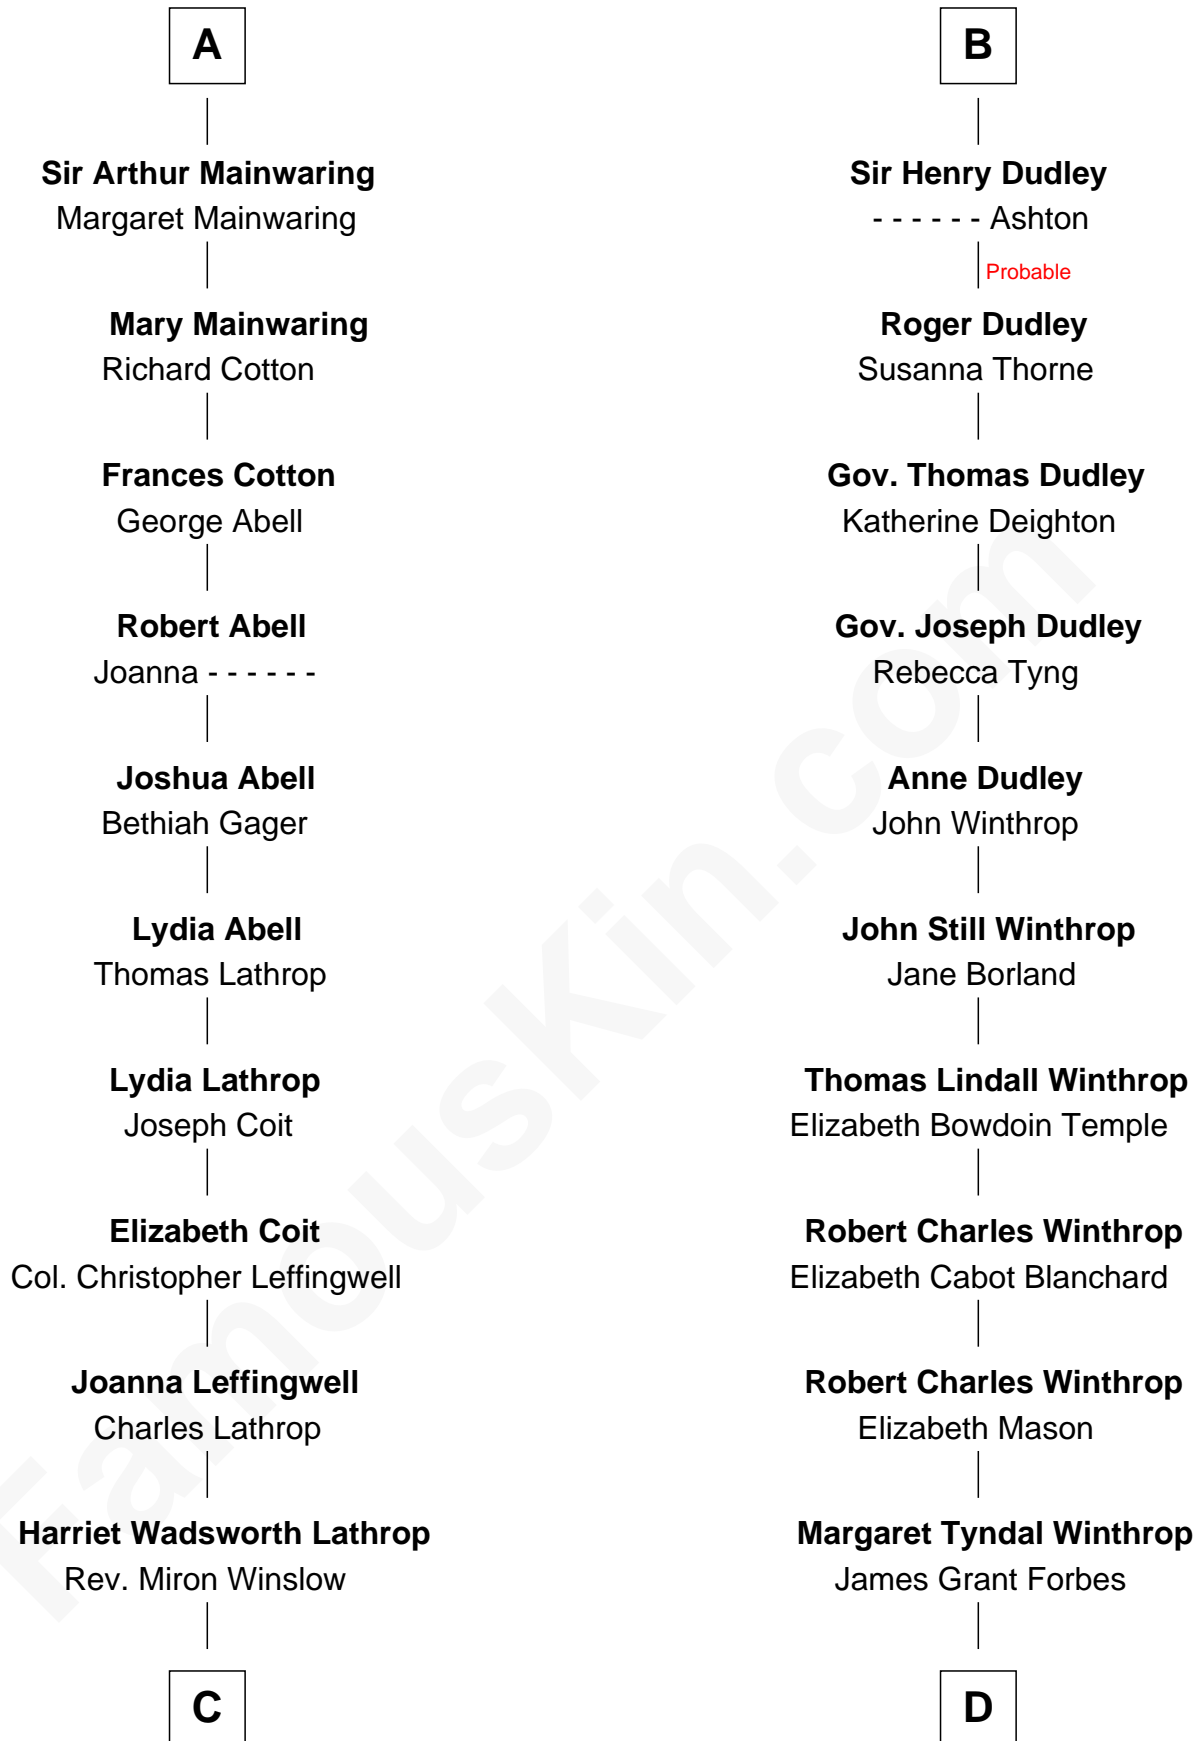 A
Sir Arthur Mainwaring
Margaret Mainwaring
Mary Mainwaring
Richard Cotton
Frances Cotton
George Abell
Robert Abell
Joanna - - - - - -
Joshua Abell
Bethiah Gager
Lydia Abell
Thomas Lathrop
Lydia Lathrop
Joseph Coit
Elizabeth Coit
Col. Christopher Leffingwell
Joanna Leffingwell
Charles Lathrop
Harriet Wadsworth Lathrop
Rev. Miron Winslow
C
B
Sir Henry Dudley
- - - - - - Ashton
Probable
Roger Dudley
Susanna Thorne
Gov. Thomas Dudley
Katherine Deighton
Gov. Joseph Dudley
Rebecca Tyng
Anne Dudley
John Winthrop
John Still Winthrop
Jane Borland
Thomas Lindall Winthrop
Elizabeth Bowdoin Temple
Robert Charles Winthrop
Elizabeth Cabot Blanchard
Robert Charles Winthrop
Elizabeth Mason
Margaret Tyndal Winthrop
James Grant Forbes
D
FamousKin.com